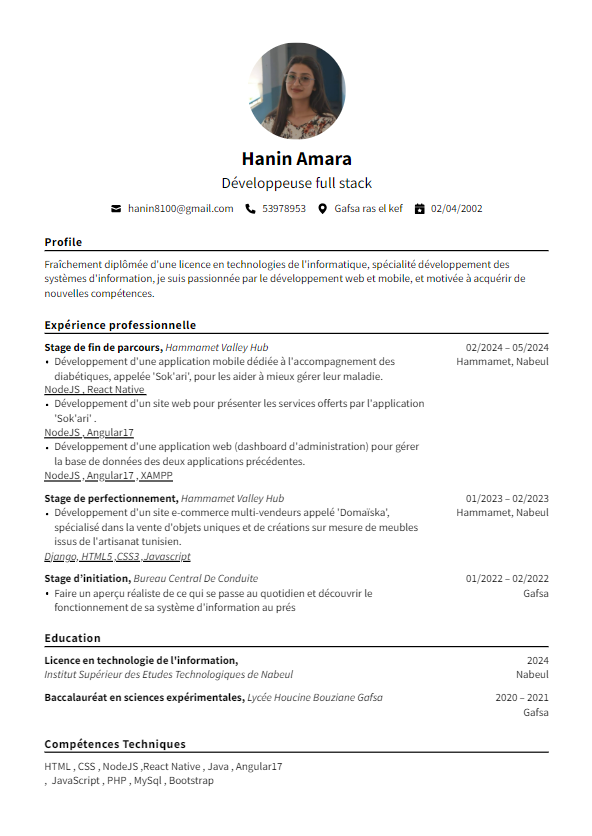 Hanin Amara
Développeuse full stack
hanin8100@gmail.com 53978953 Gafsa ras el kef 02/04/2002
Profile
Fraîchement diplômée d'une licence en technologies de l'informatique, spécialité développement des
systèmes d'information, je suis passionnée par le développement web et mobile, et motivée à acquérir de
nouvelles compétences.
Expérience professionnelle
Stage de fin de parcours, Hammamet Valley Hub 02/2024 – 05/2024
• Développement d'une application mobile dédiée à l'accompagnement des Hammamet, Nabeul
diabétiques, appelée 'Sok'ari', pour les aider à mieux gérer leur maladie.
NodeJS , React Native
• Développement d'un site web pour présenter les services offerts par l'application
'Sok'ari' .
NodeJS , Angular17
• Développement d'une application web (dashboard d'administration) pour gérer
la base de données des deux applications précédentes.
NodeJS , Angular17 , XAMPP
Stage de perfectionnement, Hammamet Valley Hub 01/2023 – 02/2023
• Développement d'un site e-commerce multi-vendeurs appelé 'Domaïska', Hammamet, Nabeul
spécialisé dans la vente d'objets uniques et de créations sur mesure de meubles
issus de l'artisanat tunisien.
Django, HTML5 ,CSS3 ,Javascript
Stage d'initiation, Bureau Central De Conduite 01/2022 – 02/2022
• Faire un aperçu réaliste de ce qui se passe au quotidien et découvrir le Gafsa
fonctionnement de sa système d'information au prés
Education
Licence en technologie de l'information, 2024
Institut Supérieur des Etudes Technologiques de Nabeul Nabeul
Baccalauréat en sciences expérimentales, Lycée Houcine Bouziane Gafsa 2020 – 2021
Gafsa
Compétences Techniques
HTML , CSS , NodeJS ,React Native , Java , Angular17
, JavaScript , PHP , MySql , Bootstrap